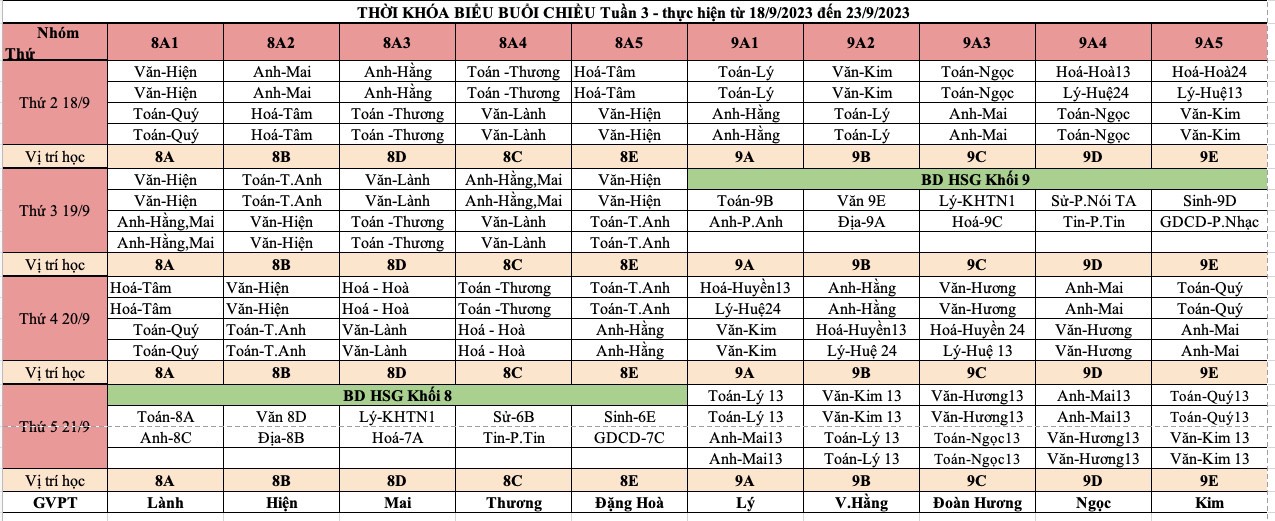 THỜI KHÓA BIỂU BUỔI CHIỀU Tuần 3 - thực hiện từ 18/9/2023 đến 23/9/2023
Nhóm
Thứ 8A1 8A2 8A3 8A4 8A5 9A1 9A2 9A3 9A4 9A5
Văn-Hiện Anh-Mai Anh-Hằng Toán -Thương Hoá-Tâm Toán-Lý Văn-Kim Toán-Ngọc Hoá-Hoà13 Hoá-Hoà24
Thứ 2 18/9 Văn-Hiện Anh-Mai Anh-Hằng Toán -Thương Hoá-Tâm Toán-Lý Văn-Kim Toán-Ngọc Lý-Huệ24 Lý-Huệ13
Toán-Quý Hoá-Tâm Toán -Thương Văn-Lành Văn-Hiện Anh-Hằng Toán-Lý Anh-Mai Toán-Ngọc Văn-Kim
Toán-Quý Hoá-Tâm Toán -Thương Văn-Lành Văn-Hiện Anh-Hằng Toán-Lý Anh-Mai Toán-Ngọc Văn-Kim
Vị trí học 8A 8B 8D 8C 8E 9A 9B 9C 9D 9E
Văn-Hiện Toán-T.Anh Văn-Lành Anh-Hằng,Mai Văn-Hiện BD HSG Khối 9
Thứ 3 19/9 Văn-Hiện Toán-T.Anh Văn-Lành Anh-Hằng,Mai Văn-Hiện Toán-9B Văn 9E Lý-KHTN1 Sử-P.Nói TA Sinh-9D
Anh-Hằng,Mai Văn-Hiện Toán -Thương Văn-Lành Toán-T.Anh Anh-P.Anh Địa-9A Hoá-9C Tin-P.Tin GDCD-P.Nhạc
Anh-Hằng,Mai Văn-Hiện Toán -Thương Văn-Lành Toán-T.Anh
Vị trí học 8A 8B 8D 8C 8E 9A 9B 9C 9D 9E
Hoá-Tâm Văn-Hiện Hoá - Hoà Toán -Thương Toán-T.Anh Hoá-Huyền13 Anh-Hằng Văn-Hương Anh-Mai Toán-Quý
Thứ 4 20/9 Hoá-Tâm Văn-Hiện Hoá - Hoà Toán -Thương Toán-T.Anh Lý-Huệ24 Anh-Hằng Văn-Hương Anh-Mai Toán-Quý
Toán-Quý Toán-T.Anh Văn-Lành Hoá - Hoà Anh-Hằng Văn-Kim Hoá-Huyền13 Hoá-Huyền 24 Văn-Hương Anh-Mai
Toán-Quý Toán-T.Anh Văn-Lành Hoá - Hoà Anh-Hằng Văn-Kim Lý-Huệ 24 Lý-Huệ 13 Văn-Hương Anh-Mai
Vị trí học 8A 8B 8D 8C 8E 9A 9B 9C 9D 9E
BD HSG Khối 8 Toán-Lý 13 Văn-Kim 13 Văn-Hương13 Anh-Mai13 Toán-Quý13
Thứ 5 21/9 Toán-8A Văn 8D Lý-KHTN1 Sử-6B Sinh-6E Toán-Lý 13 Văn-Kim 13 Văn-Hương13 Anh-Mai13 Toán-Quý13
Anh-8C Địa-8B Hoá-7A Tin-P.Tin GDCD-7C Anh-Mai13 Toán-Lý 13 Toán-Ngọc13 Văn-Hương13 Văn-Kim 13
Anh-Mai13 Toán-Lý 13 Toán-Ngọc13 Văn-Hương13 Văn-Kim 13
Vị trí học 8A 8B 8D 8C 8E 9A 9B 9C 9D 9E
GVPT Lành Hiện Mai Thương Đặng Hoà Lý V.Hằng Đoàn Hương Ngọc Kim